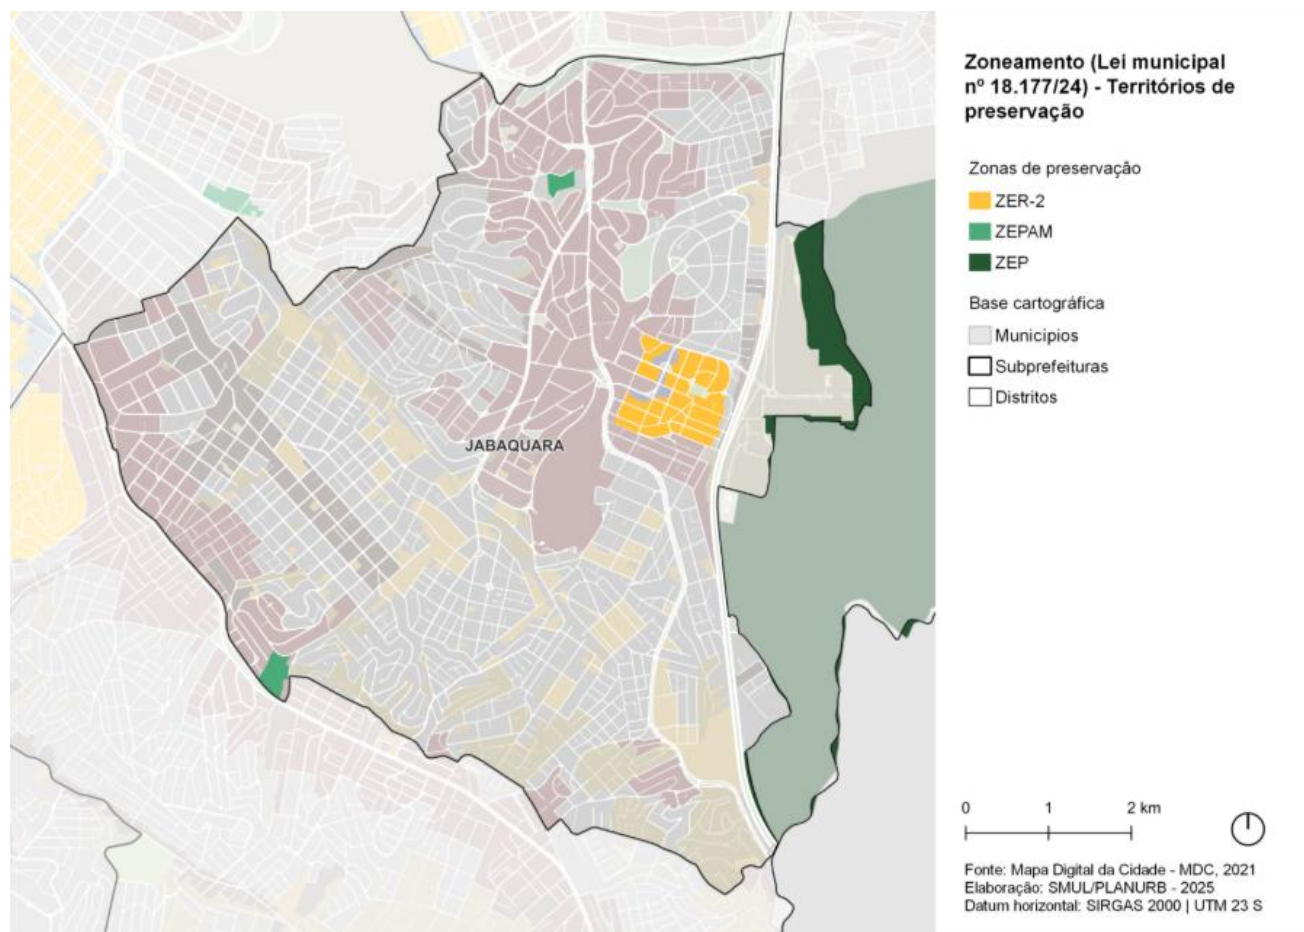 Zoneamento (Lei municipal
nº 18.177/24) - Territórios de
preservação
Zonas de preservação
ZER-2
ZEPAM
ZEP
Base cartográfica
Municipios
Subprefeituras
Distritos
JABAQUARA
0 1 2 km
Fonte: Mapa Digital da Cidade - MDC, 2021
Elaboração: SMUL/PLANURB - 2025
Datum horizontal: SIRGAS 2000 | UTM 23 S